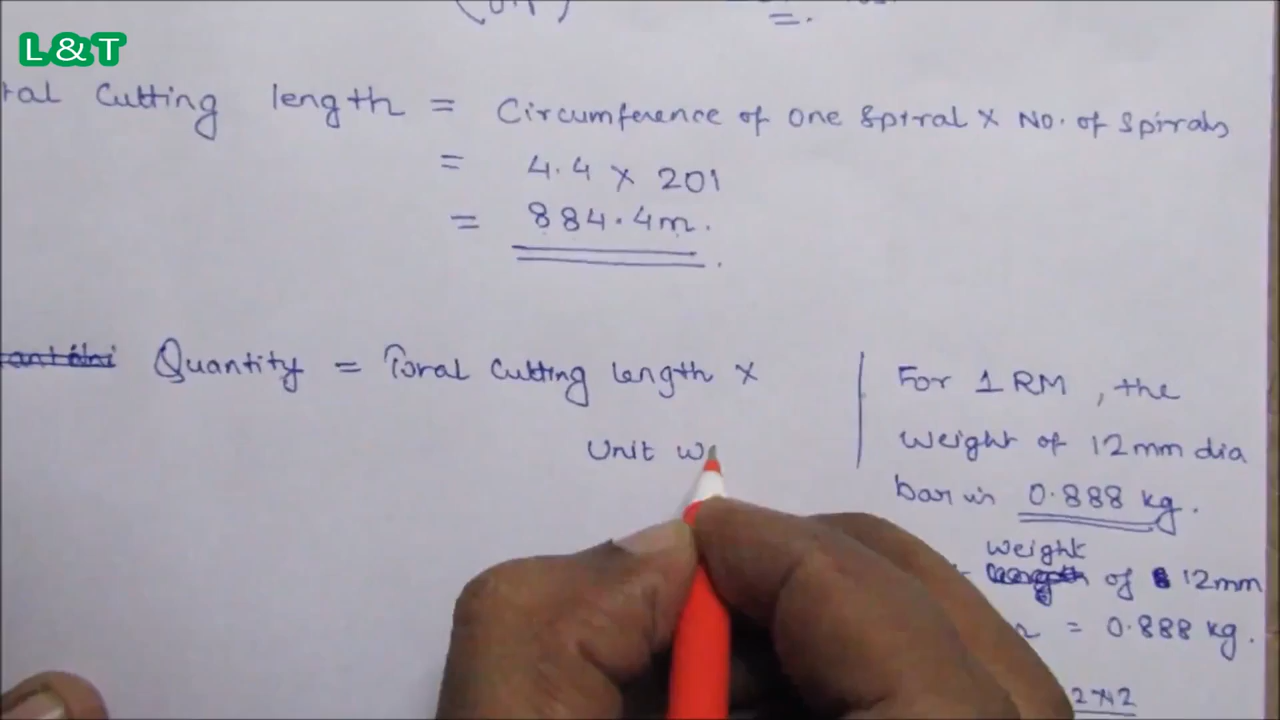 L&T
Cutting length = Circumference of one spiral x No. of spirals
= 4.4 x 201
= 884.4m.
Quantity = Toral Cutting length x
Unit w
For 1 RM, the
weight of 12mm dia
bar is 0.888 kg.
weight
of 12mm
= 0.888 kg.